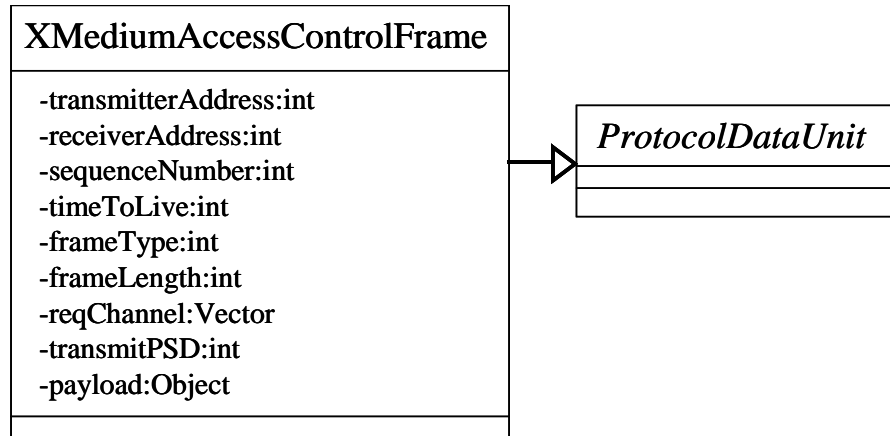 XMediumAccessControlFrame
-transmitterAddress:int
-receiverAddress:int
-sequenceNumber:int
-timeToLive:int
-frameType:int
-frameLength:int
-reqChannel:Vector
-transmitPSD:int
-payload:Object
ProtocolDataUnit